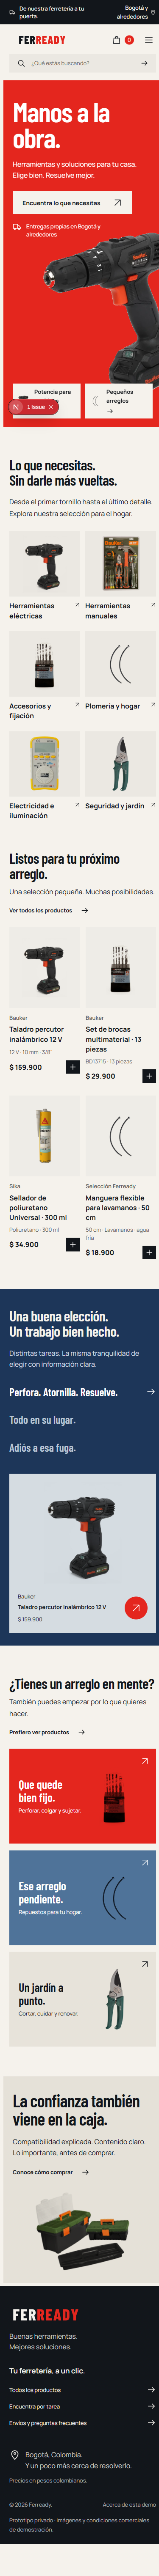 De nuestra ferretería a tu
puerta.
Bogotá y
alrededores
FERREADY
0
¿Qué estás buscando?
Manos a la
obra.
Herramientas y soluciones para tu casa.
Elige bien. Resuelve mejor.
Encuentra lo que necesitas
Entregas propias en Bogotá y
alrededores
Potencia para
Pequeños
arreglos
N
1 Issue
Lo que necesitas.
Sin darle más vueltas.
Desde el primer tornillo hasta el último detalle.
Explora nuestra selección para el hogar.
Herramientas
eléctricas
Herramientas
manuales
Accesorios y
fijación
Plomería y hogar
Electricidad e
iluminación
Seguridad y jardín
Listos para tu próximo
arreglo.
Una selección pequeña. Muchas posibilidades.
Ver todos los productos
Bauker
Taladro percutor
inalámbrico 12 V
12 V · 10 mm · 3/8"
$ 159.900
Bauker
Set de brocas
multimaterial · 13
piezas
BD13715 · 13 piezas
$ 29.900
Sika
Sellador de
poliuretano
Universal · 300 ml
Poliuretano · 300 ml
$ 34.900
Selección Ferready
Manguera flexible
para lavamanos · 50
cm
50 cm · Lavamanos · agua
fría
$ 18.900
Una buena elección.
Un trabajo bien hecho.
Distintas tareas. La misma tranquilidad de
elegir con información clara.
Perfora. Atornilla. Resuelve.
Todo en su lugar.
Adiós a esa fuga.
Bauker
Taladro percutor inalámbrico 12 V
$ 159.900
¿Tienes un arreglo en mente?
También puedes empezar por lo que quieres
hacer.
Prefiero ver productos
Que quede
bien fijo.
Perforar, colgar y sujetar.
Ese arreglo
pendiente.
Repuestos para tu hogar.
Un jardín a
punto.
Cortar, cuidar y renovar.
La confianza también
viene en la caja.
Compatibilidad explicada. Contenido claro.
Lo importante, antes de comprar.
Conoce cómo comprar
FERREADY
Buenas herramientas.
Mejores soluciones.
Tu ferretería, a un clic.
Todos los productos
Encuentra por tarea
Envíos y preguntas frecuentes
Bogotá, Colombia.
Y un poco más cerca de resolverlo.
Precios en pesos colombianos.
© 2026 Ferready.
Acerca de esta demo
Prototipo privado · imágenes y condiciones comerciales
de demostración.